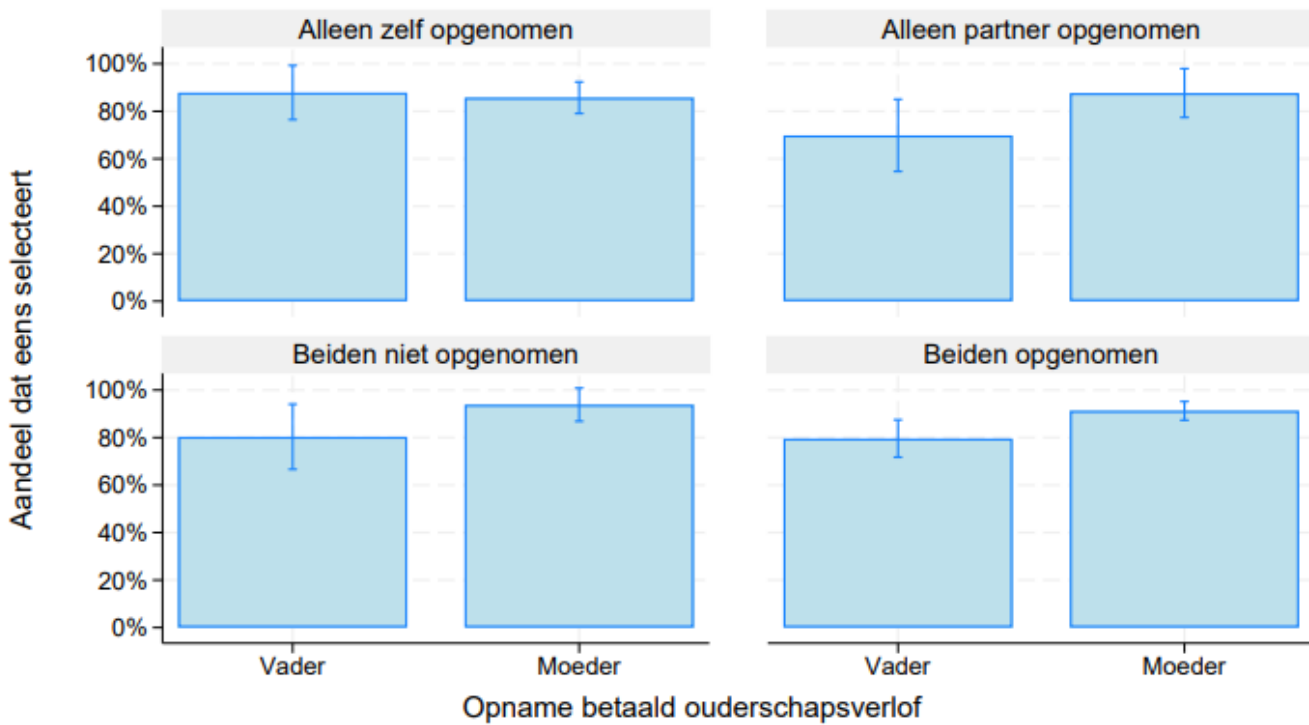 Alleen zelf opgenomen
Alleen partner opgenomen
100%
80%
60%
40%
20%
0%
Beiden niet opgenomen
Beiden opgenomen
100%
80%
60%
40%
20%
0%
Aandeel dat eens selecteert
Vader
Moeder
Vader
Moeder
Opname betaald ouderschapsverlof